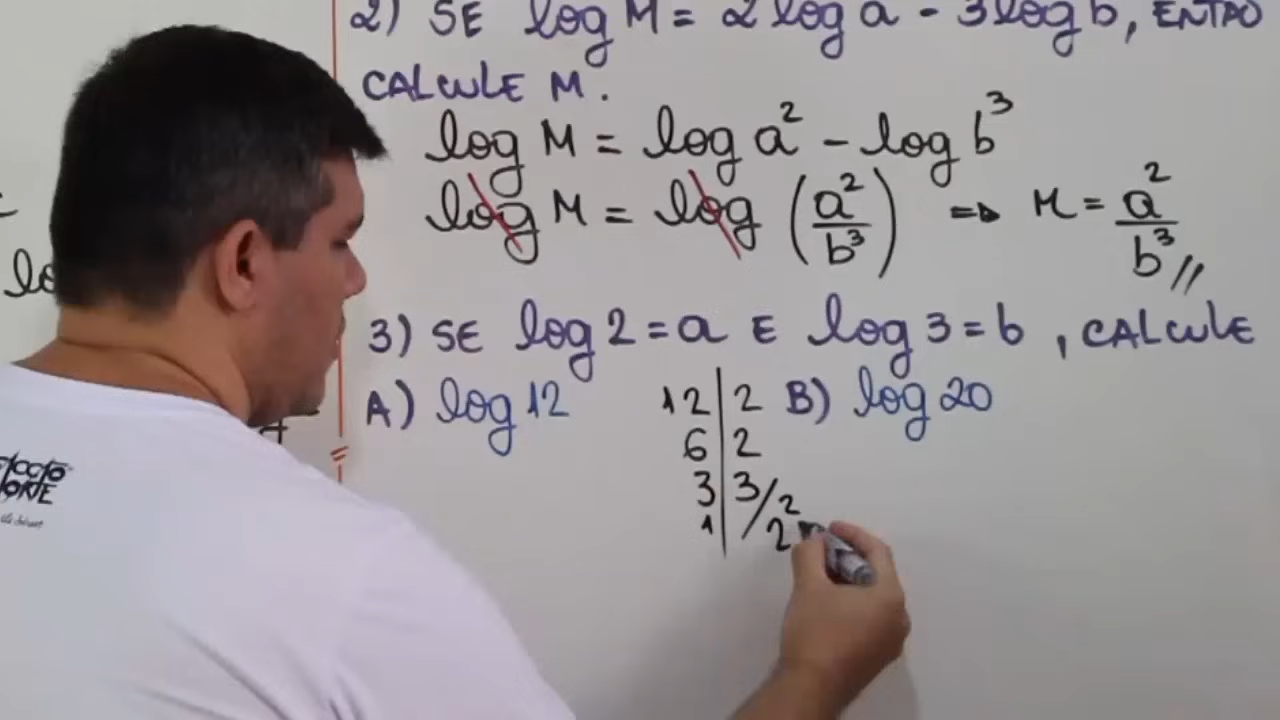 2) SE log M = 2 log a - 3 log b, ENTÃO
CALCULE M.
log M = log a² - log b³
log M = log (a²/b³) ⇒ M = a²/b³ //
3) SE log 2 = a E log 3 = b, CALCULE
A) log 12
12 | 2
6 | 2
3 | 3 / 2²
1
B) log 20
lo